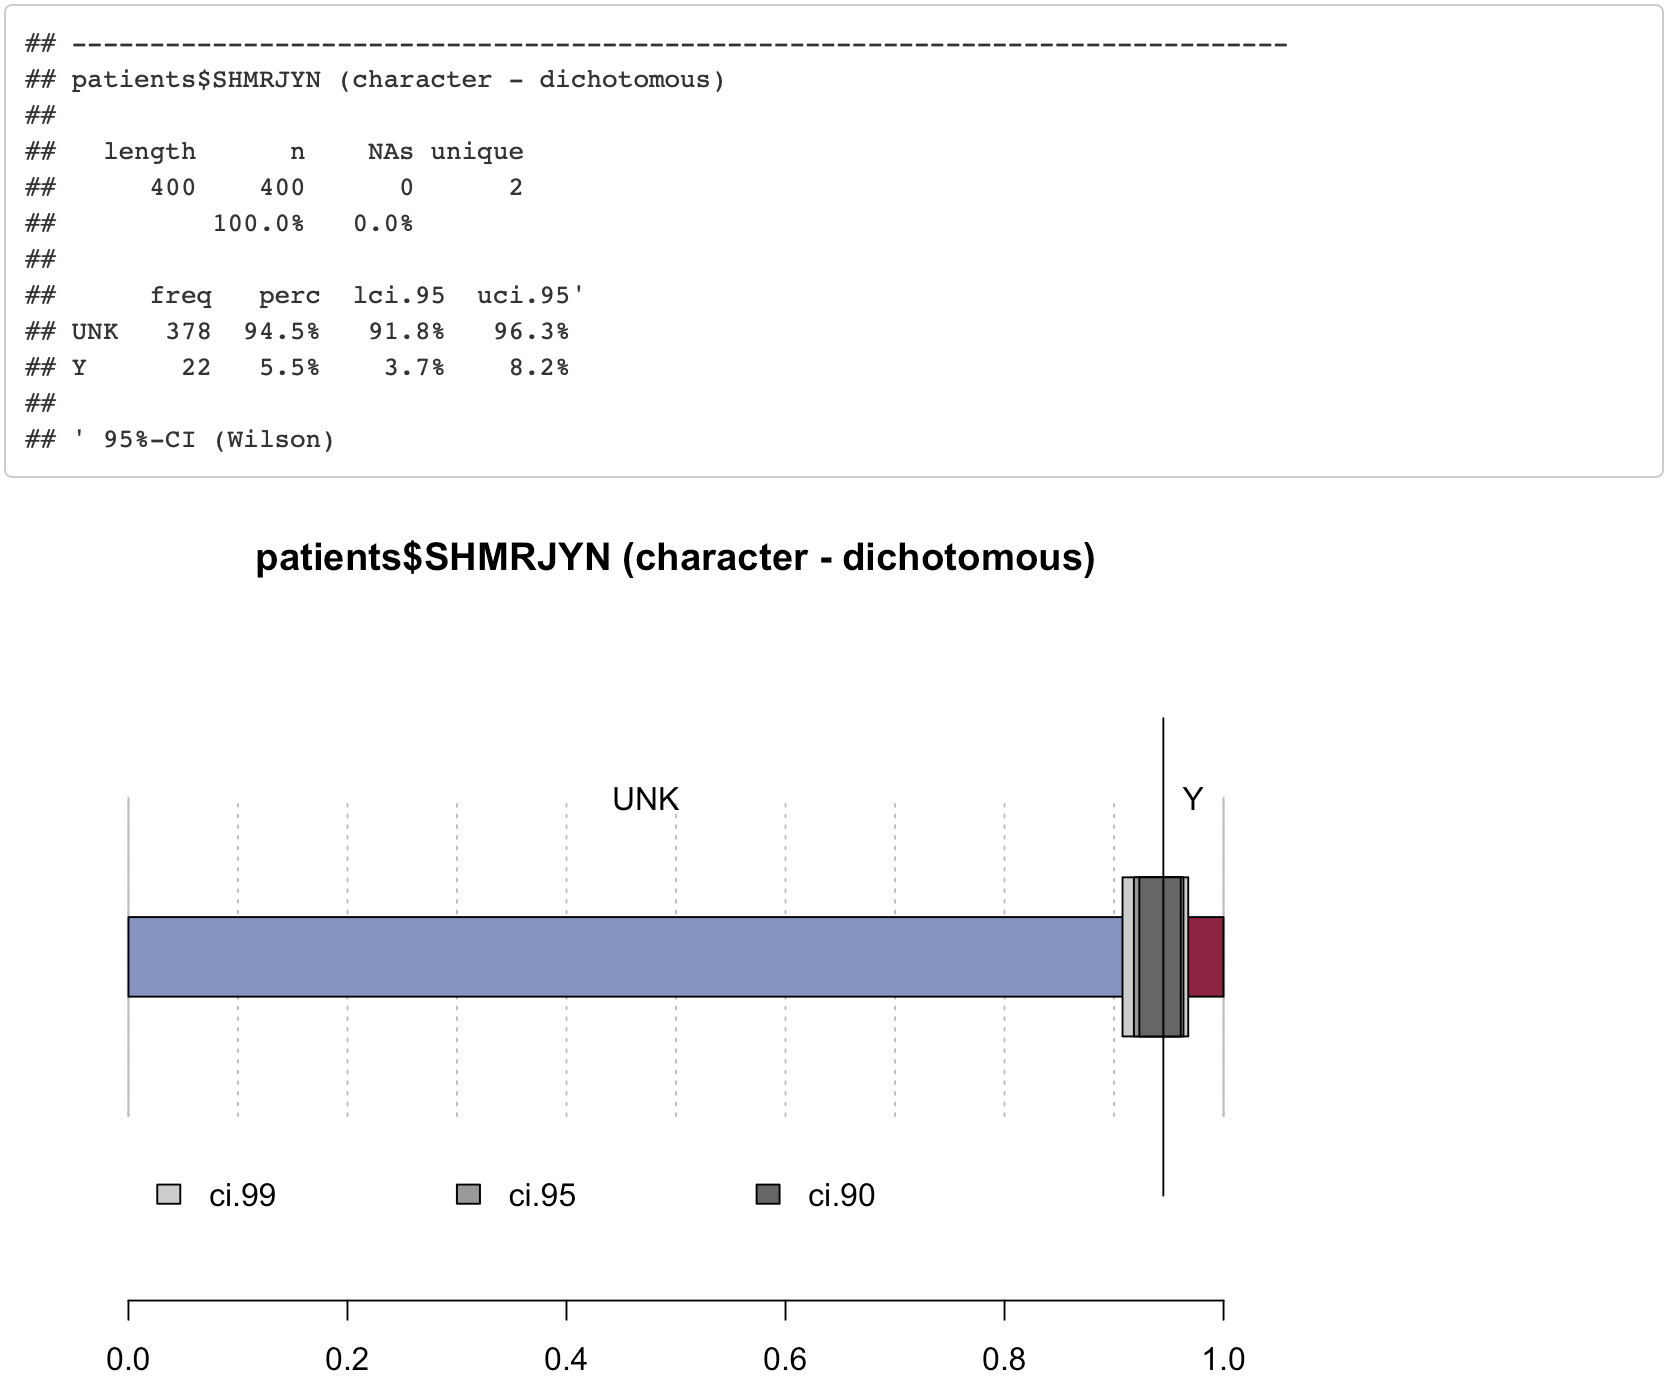 ## ------------------------------------------------------------------------------
## patients$SHMRJYN (character - dichotomous)
##
##   length      n    NAs unique
##      400    400      0      2
##          100.0%   0.0%
##
##      freq   perc  lci.95  uci.95'
## UNK   378  94.5%   91.8%   96.3%
## Y      22   5.5%    3.7%    8.2%
##
## ' 95%-CI (Wilson)
patients$SHMRJYN (character - dichotomous)
UNK Y
ci.99 ci.95 ci.90
0.0 0.2 0.4 0.6 0.8 1.0